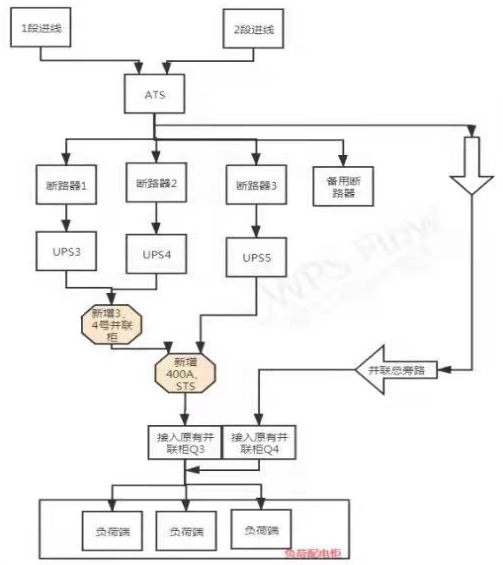 1段进线
2段进线
ATS
断路器1
断路器2
断路器3
备用断
路器
UPS3
UPS4
UPS5
新增3、
4号并联
柜
新增
400A、
STS
并联总旁路
接入原有并
联柜Q3
接入原有并
联柜Q4
负荷端
负荷端
负荷端
负荷配电柜
WPS Flow